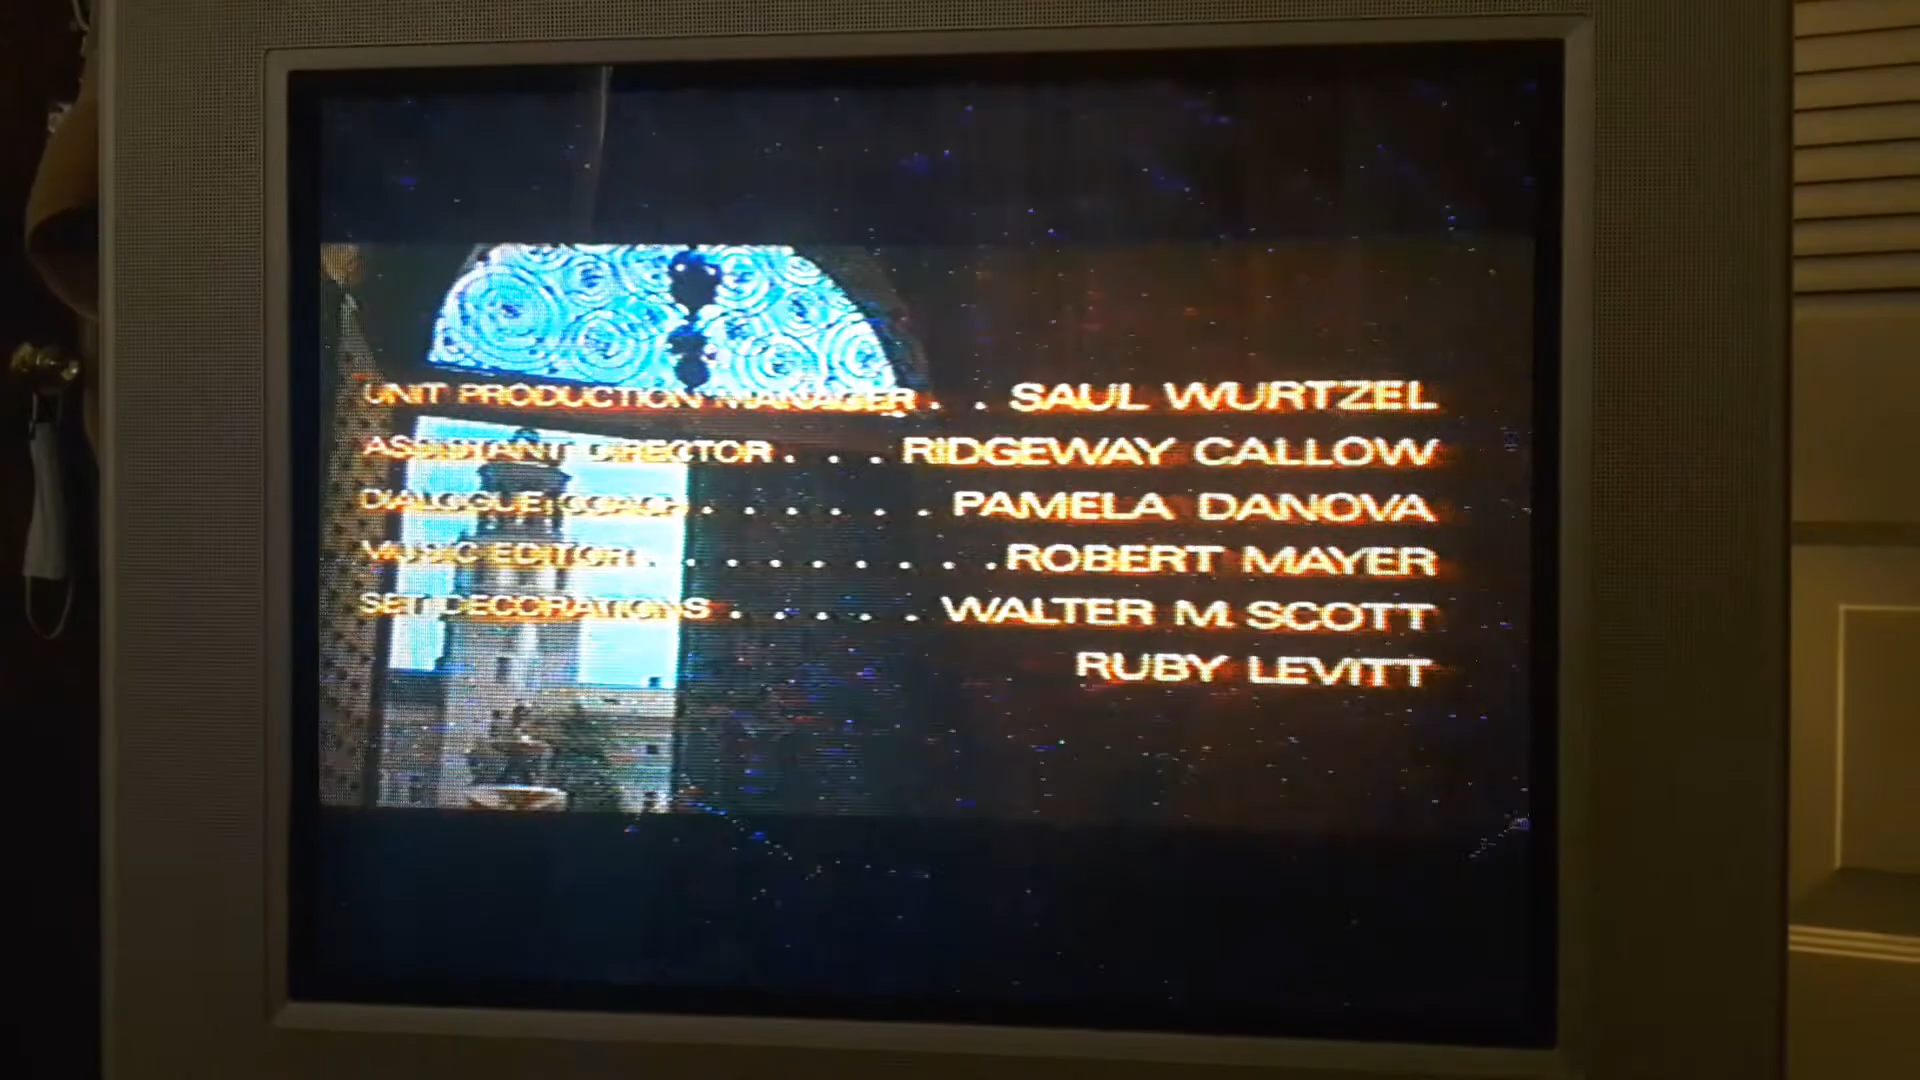 UNIT PRODUCTION MANAGER . . SAUL WURTZEL
ASSISTANT DIRECTOR . . . RIDGEWAY CALLOW
DIALOGUE COACH . . . . . . PAMELA DANOVA
MUSIC EDITOR . . . . . . . . . ROBERT MAYER
SET DECORATIONS . . . . . WALTER M. SCOTT
RUBY LEVITT